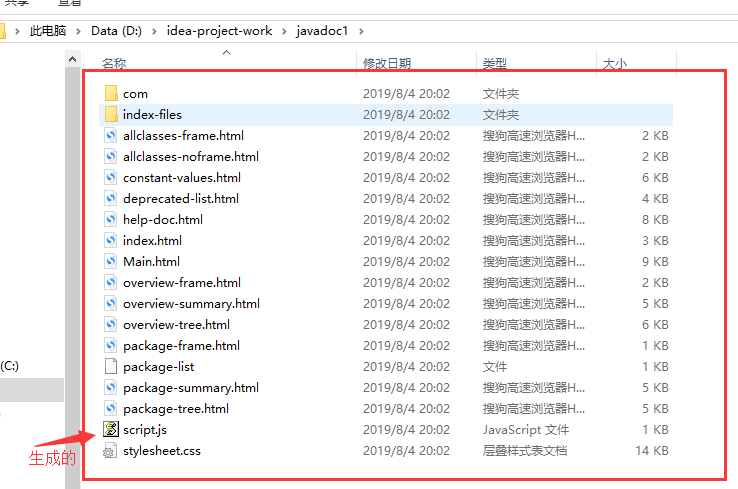 共享 查看
此电脑 > Data (D:) > idea-project-work > javadoc1 >
名称 修改日期 类型 大小
com 2019/8/4 20:02 文件夹
index-files 2019/8/4 20:02 文件夹
allclasses-frame.html 2019/8/4 20:02 搜狗高速浏览器H... 2 KB
allclasses-noframe.html 2019/8/4 20:02 搜狗高速浏览器H... 2 KB
constant-values.html 2019/8/4 20:02 搜狗高速浏览器H... 6 KB
deprecated-list.html 2019/8/4 20:02 搜狗高速浏览器H... 4 KB
help-doc.html 2019/8/4 20:02 搜狗高速浏览器H... 8 KB
index.html 2019/8/4 20:02 搜狗高速浏览器H... 3 KB
Main.html 2019/8/4 20:02 搜狗高速浏览器H... 9 KB
overview-frame.html 2019/8/4 20:02 搜狗高速浏览器H... 2 KB
overview-summary.html 2019/8/4 20:02 搜狗高速浏览器H... 5 KB
overview-tree.html 2019/8/4 20:02 搜狗高速浏览器H... 6 KB
package-frame.html 2019/8/4 20:02 搜狗高速浏览器H... 1 KB
(C:)
package-list 2019/8/4 20:02 文件 1 KB
package-summary.html 2019/8/4 20:02 搜狗高速浏览器H... 5 KB
package-tree.html 2019/8/4 20:02 搜狗高速浏览器H... 5 KB
script.js 2019/8/4 20:02 JavaScript 文件 1 KB
stylesheet.css 2019/8/4 20:02 层叠样式表文档 14 KB
生成的